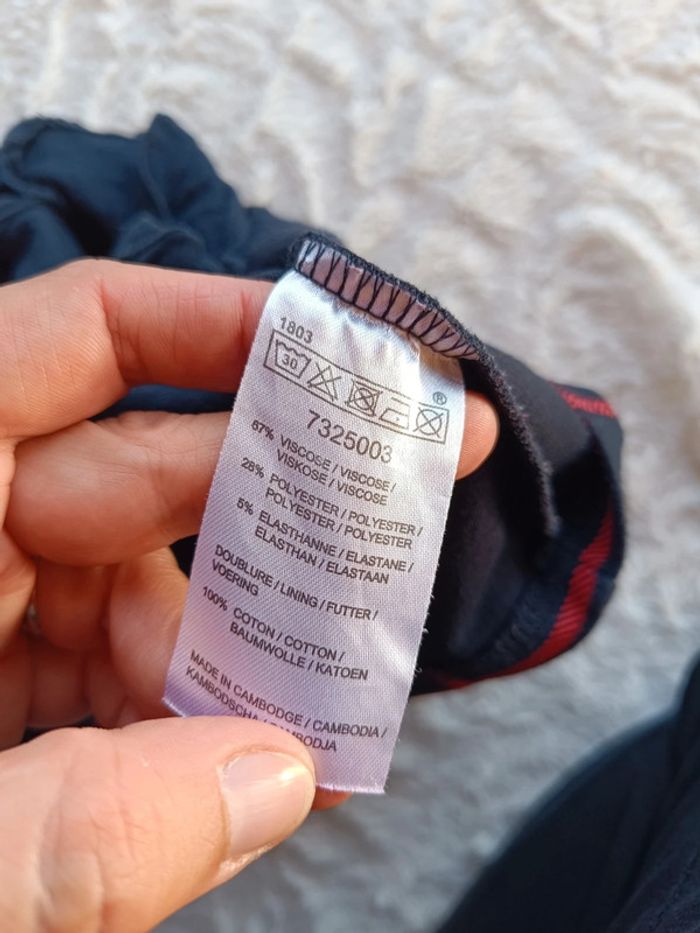 1803
30
®
7325003
67% VISCOSE / VISCOSE /
VISKOSE / VISCOSE
28% POLYESTER / POLYESTER /
POLYESTER / POLYESTER
5% ELASTHANNE / ELASTANE /
ELASTHAN / ELASTAAN
DOUBLURE / LINING / FUTTER /
VOERING
100% COTON / COTTON /
BAUMWOLLE / KATOEN
MADE IN CAMBODGE / CAMBODIA /
KAMBODSCHA /